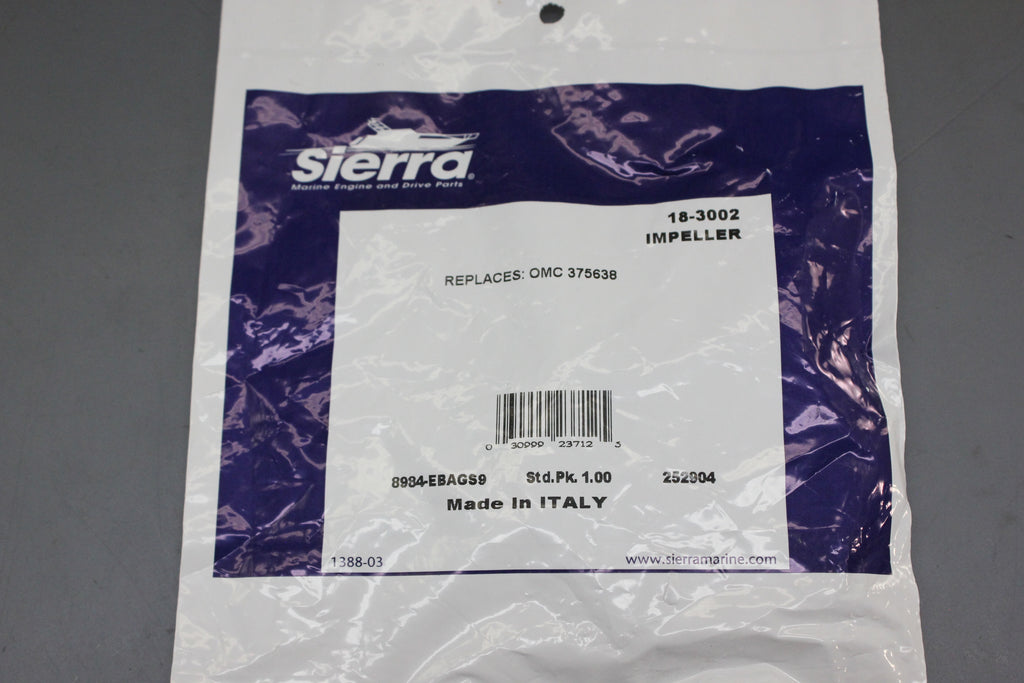 Sierra®
Marine Engine and Drive Parts
18-3002
IMPELLER
REPLACES: OMC 375638
0 30999 23712 3
8984-EBAGS9 Std.Pk. 1.00 252904
Made In ITALY
1388-03 www.sierramarine.com